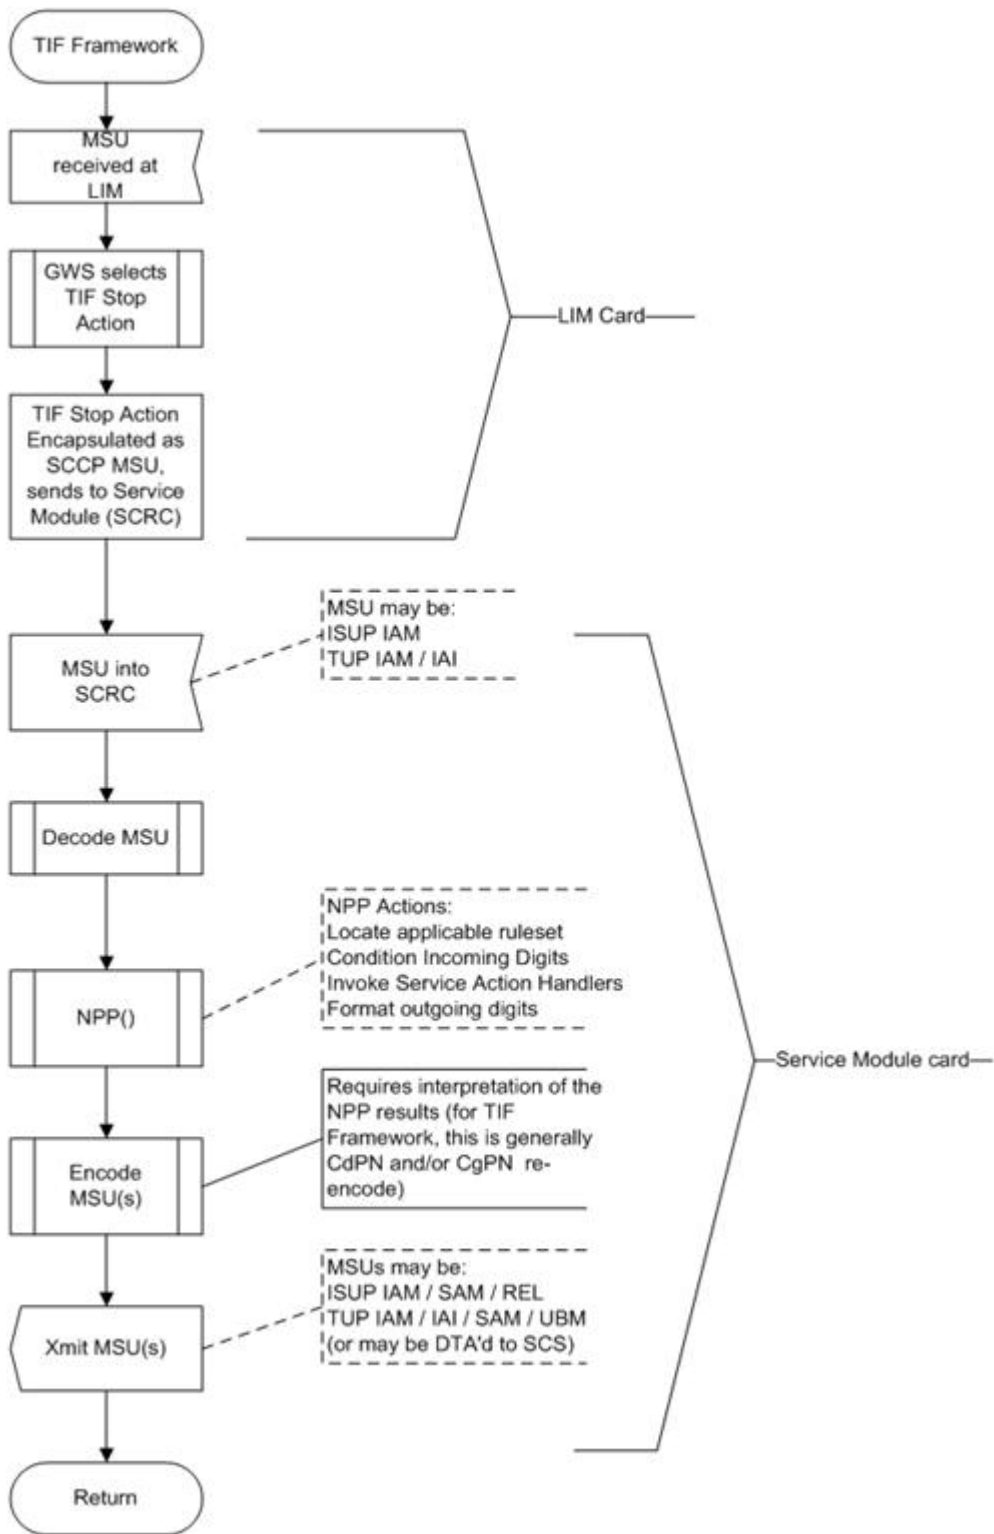 TIF Framework
MSU
received at
LIM
GWS selects
TIF Stop
Action
LIM Card
TIF Stop Action
Encapsulated as
SCCP MSU,
sends to Service
Module (SCRC)
MSU may be:
ISUP IAM
TUP IAM / IAI
MSU into
SCRC
Decode MSU
NPP Actions:
Locate applicable ruleset
Condition Incoming Digits
Invoke Service Action Handlers
Format outgoing digits
NPP()
Service Module card
Requires interpretation of the
NPP results (for TIF
Framework, this is generally
CdPN and/or CgPN re-
encode)
Encode
MSU(s)
MSUs may be:
ISUP IAM / SAM / REL
TUP IAM / IAI / SAM / UBM
(or may be DTA'd to SCS)
Xmit MSU(s)
Return